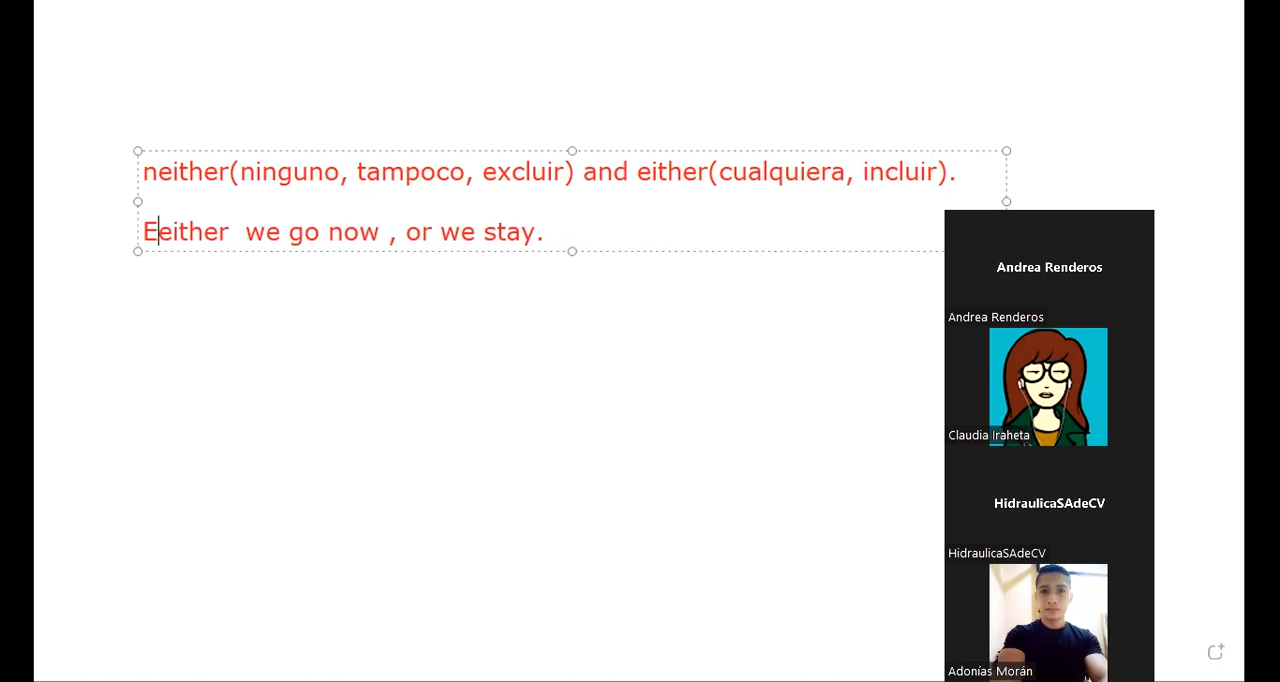 neither(ninguno, tampoco, excluir) and either(cualquiera, incluir).
Eeither  we go now , or we stay.
Andrea Renderos
Andrea Renderos
Claudia Iraheta
HidraulicaSAdeCV
HidraulicaSAdeCV
Adonías Morán